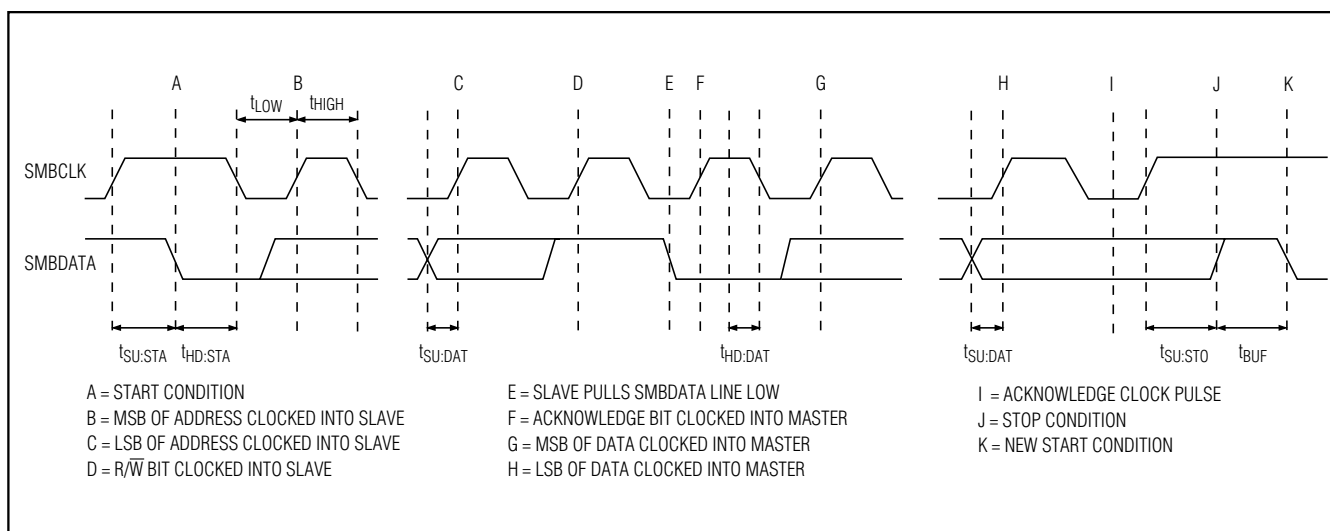 A B C D E F G H I J K
tLOW tHIGH
SMBCLK
SMBDATA
tSU:STA tHD:STA tSU:DAT tHD:DAT tSU:DAT tSU:STO tBUF
A = START CONDITION
B = MSB OF ADDRESS CLOCKED INTO SLAVE
C = LSB OF ADDRESS CLOCKED INTO SLAVE
D = R/W̅ BIT CLOCKED INTO SLAVE
E = SLAVE PULLS SMBDATA LINE LOW
F = ACKNOWLEDGE BIT CLOCKED INTO MASTER
G = MSB OF DATA CLOCKED INTO MASTER
H = LSB OF DATA CLOCKED INTO MASTER
I = ACKNOWLEDGE CLOCK PULSE
J = STOP CONDITION
K = NEW START CONDITION